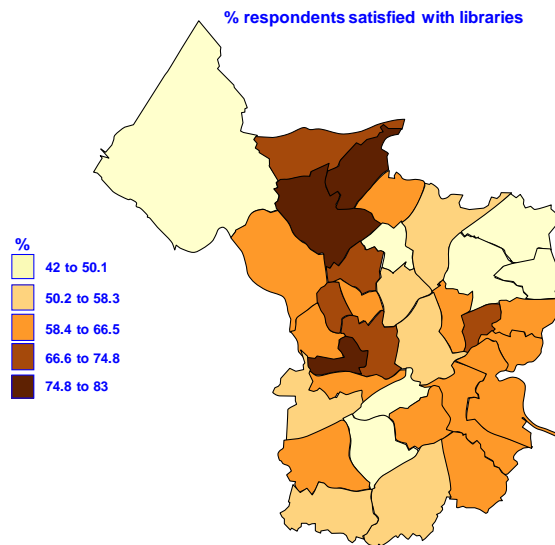 % respondents satisfied with libraries
%
42 to 50.1
50.2 to 58.3
58.4 to 66.5
66.6 to 74.8
74.8 to 83